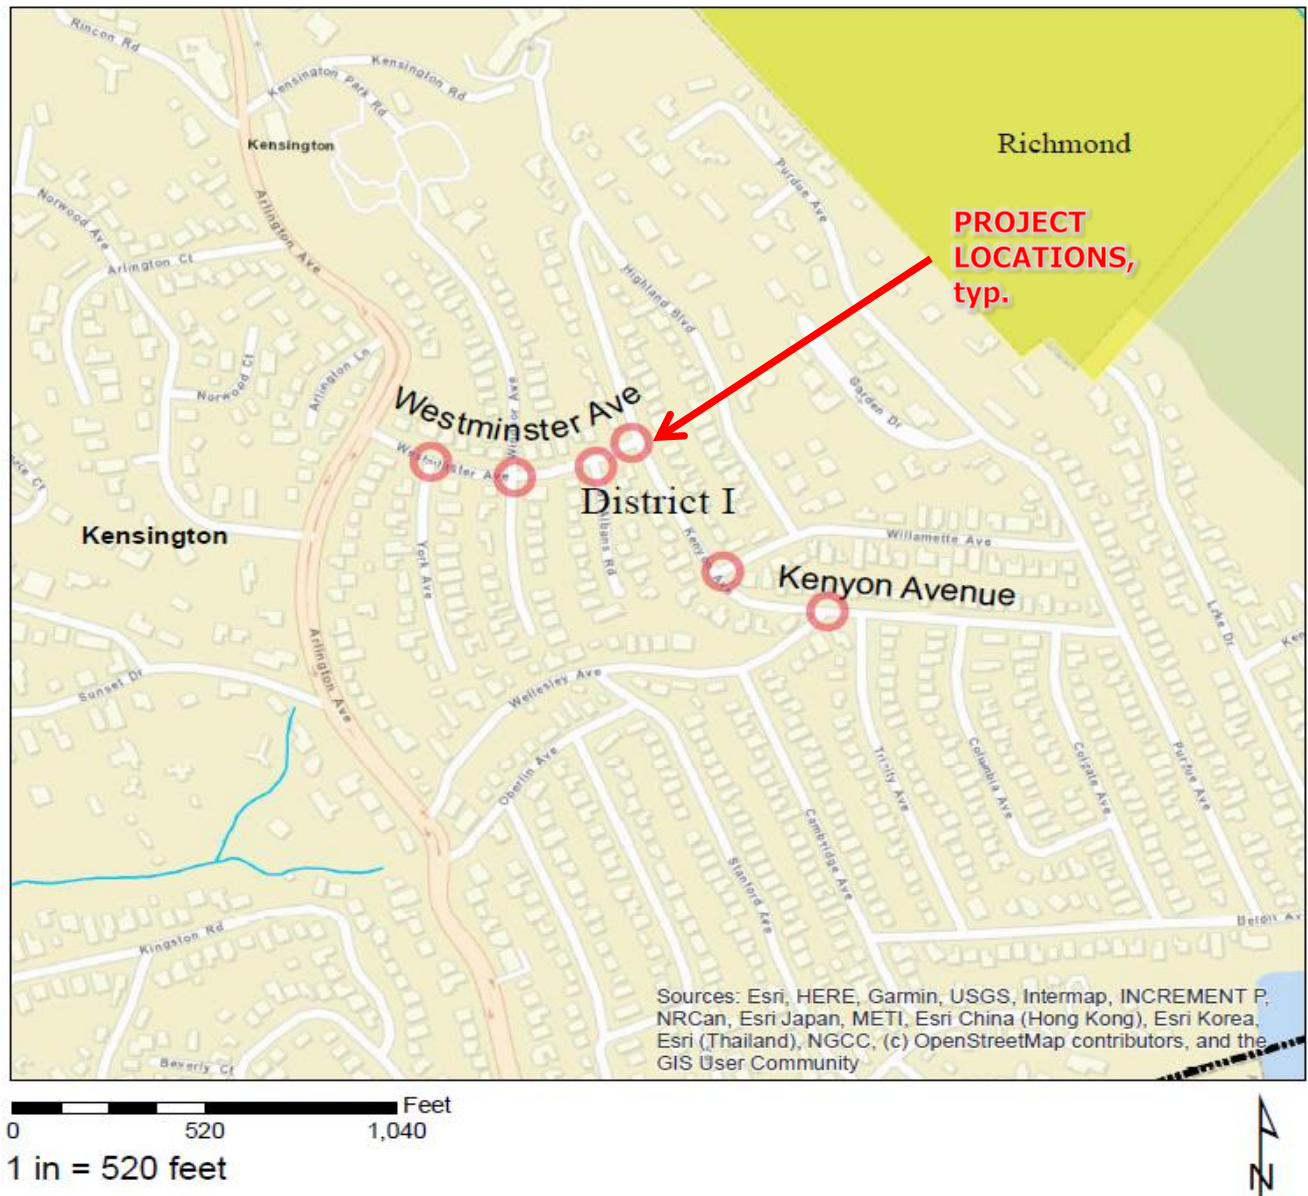 Rincon Rd
Kensington Rd
Kensington Park Rd
Kensington
Richmond
Purdue Ave
Norwood Ave
Arlington Ave
PROJECT
LOCATIONS,
typ.
Arlington Ct
Highland Blvd
Norwood Ct
Arlington Ln
Garden Dr
Westminster Ave
Westminster Ave
District I
Kensington
Willamette Ave
York Ave
Kenyon Avenue
Lake Dr
Arlington Ave
Sunset Dr
Wellesley Ave
Oberlin Ave
Trinity Ave
Columbia Ave
Colgate Ave
Purdue Ave
Cambridge Ave
Stanford Ave
Kingston Rd
Beverly Ct
Sources: Esri, HERE, Garmin, USGS, Intermap, INCREMENT P,
NRCan, Esri Japan, METI, Esri China (Hong Kong), Esri Korea,
Esri (Thailand), NGCC, (c) OpenStreetMap contributors, and the
GIS User Community
Feet
0 520 1,040
1 in = 520 feet
N